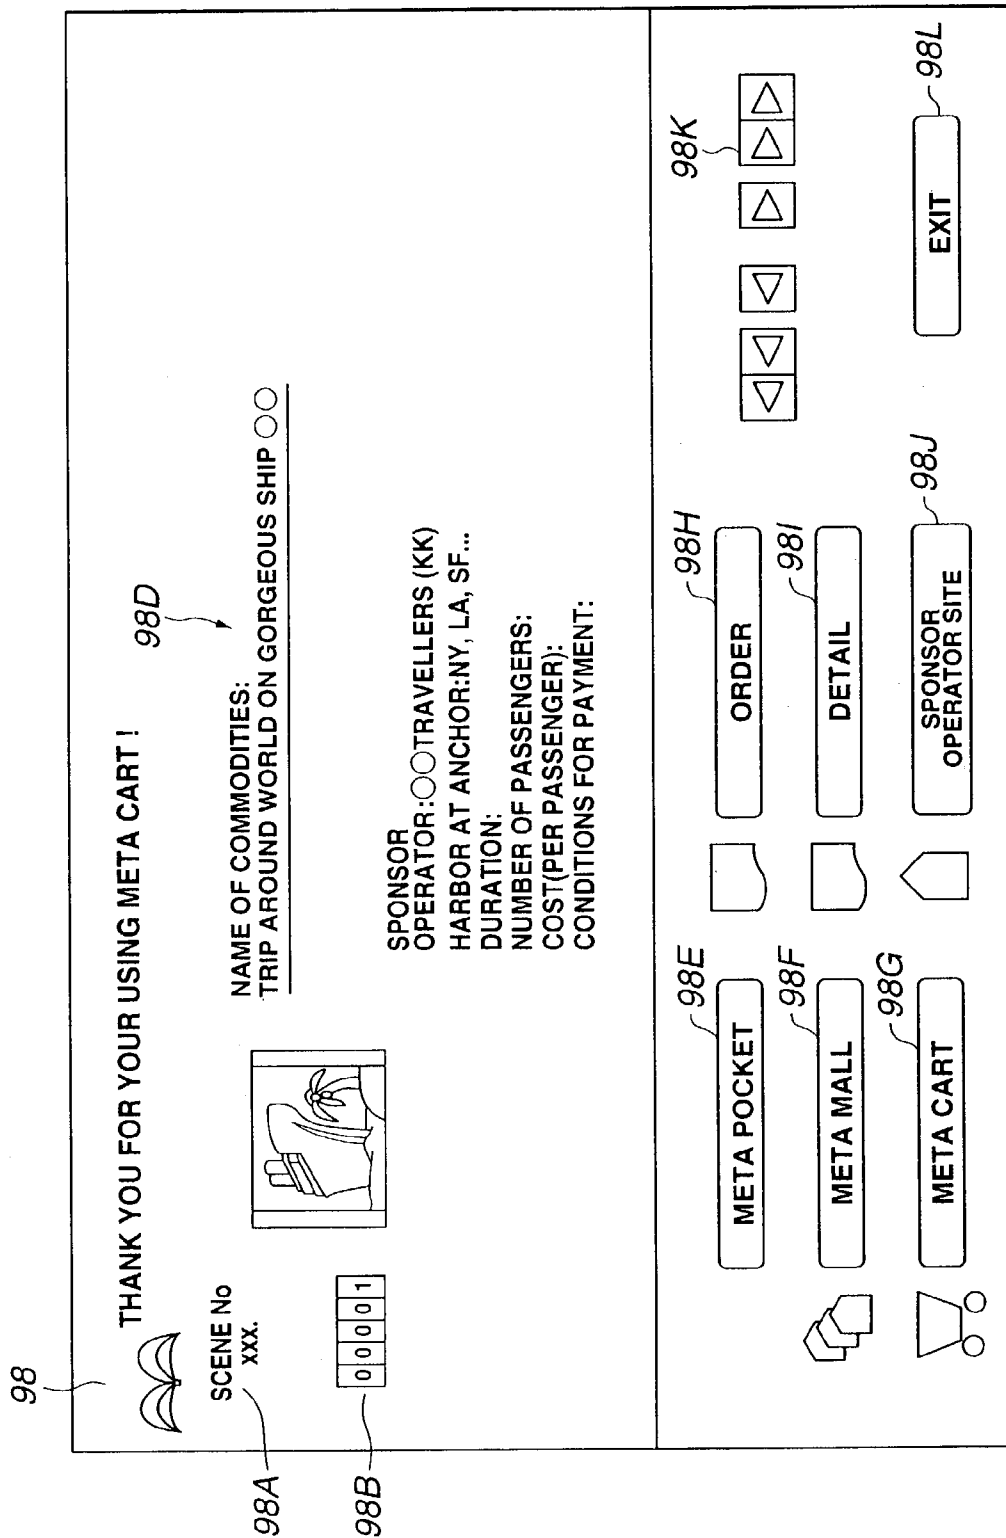 98
THANK YOU FOR YOUR USING META CART !
98A
SCENE No
XXX.
98B
0 0 0 0 1
98D
NAME OF COMMODITIES:
TRIP AROUND WORLD ON GORGEOUS SHIP ○○
SPONSOR
OPERATOR:○○TRAVELLERS (KK)
HARBOR AT ANCHOR:NY, LA, SF...
DURATION:
NUMBER OF PASSENGERS:
COST(PER PASSENGER):
CONDITIONS FOR PAYMENT:
98E
META POCKET
98H
ORDER
98K
98F
META MALL
98I
DETAIL
98G
META CART
98J
SPONSOR
OPERATOR SITE
98L
EXIT